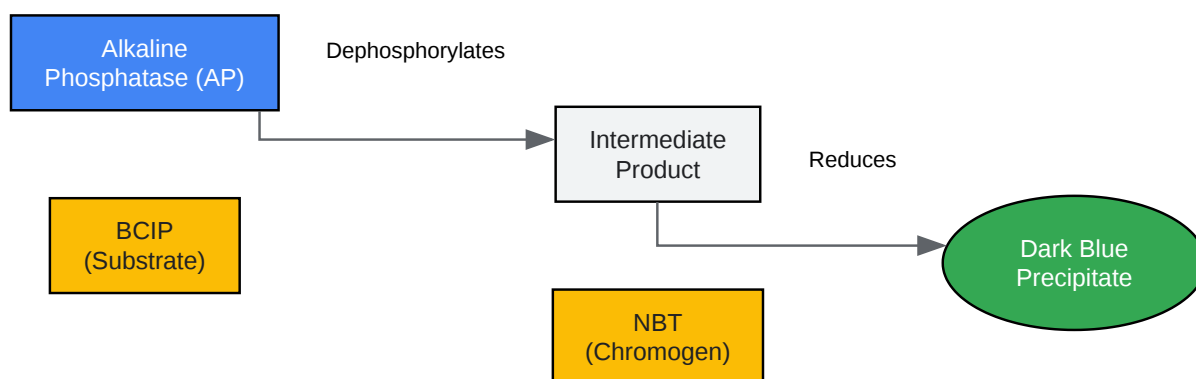 Alkaline
Phosphatase (AP)
Dephosphorylates
Intermediate
Product
Reduces
BCIP
(Substrate)
Dark Blue
Precipitate
NBT
(Chromogen)